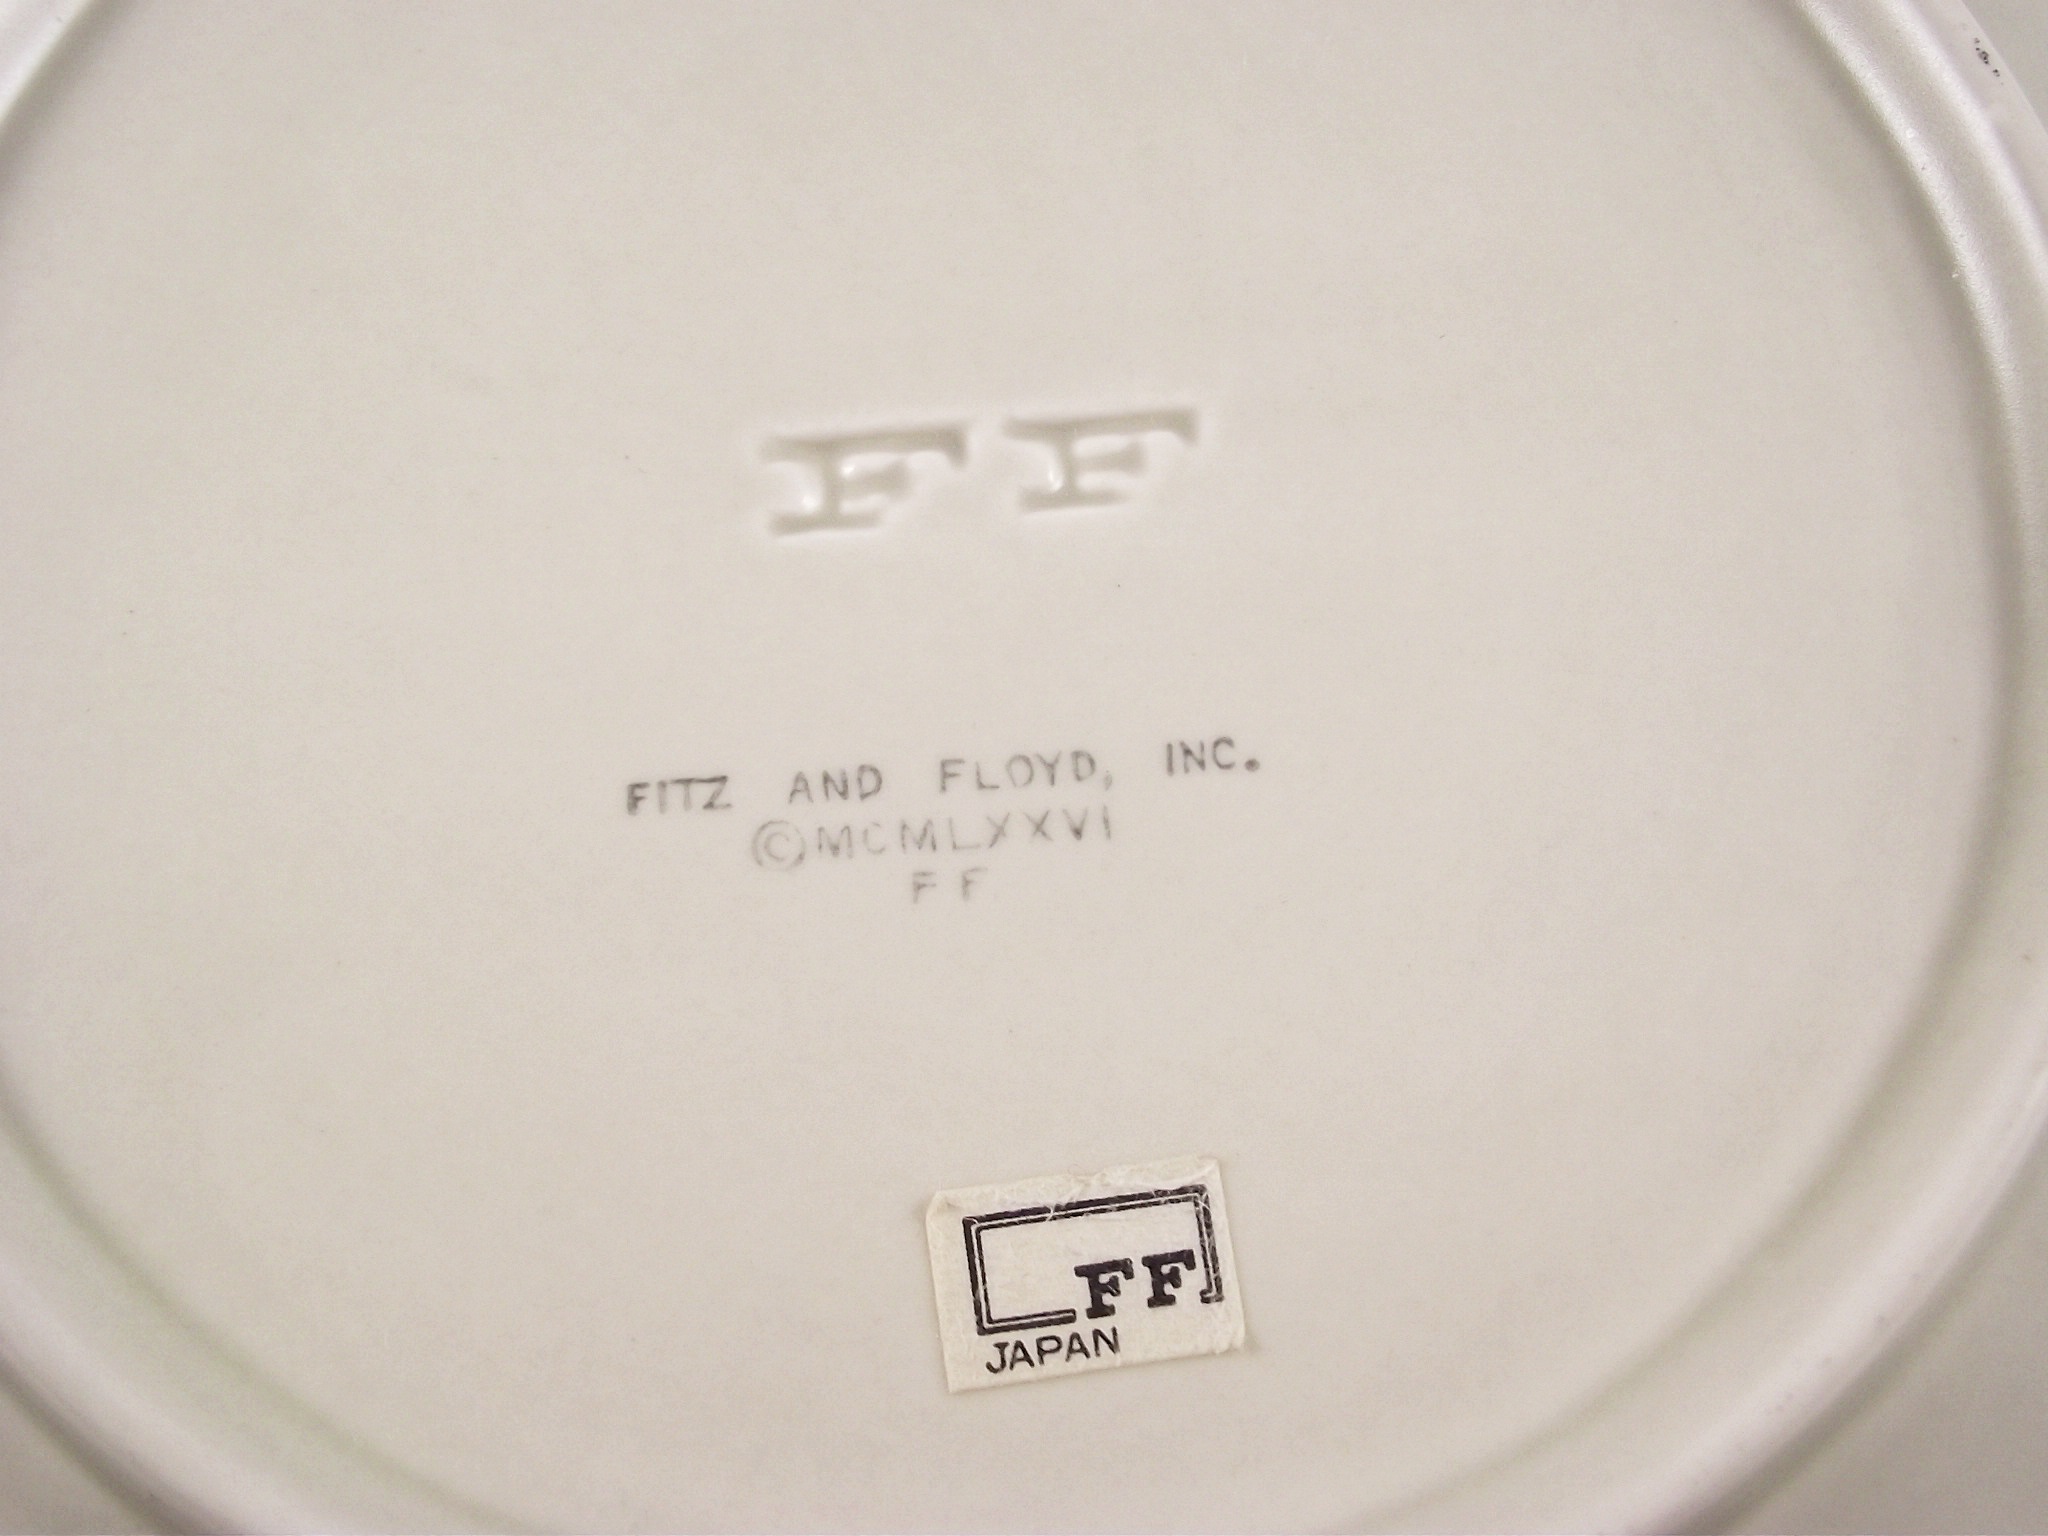 FF
FITZ AND FLOYD, INC.
©MCMLXXVI
FF
FF
JAPAN